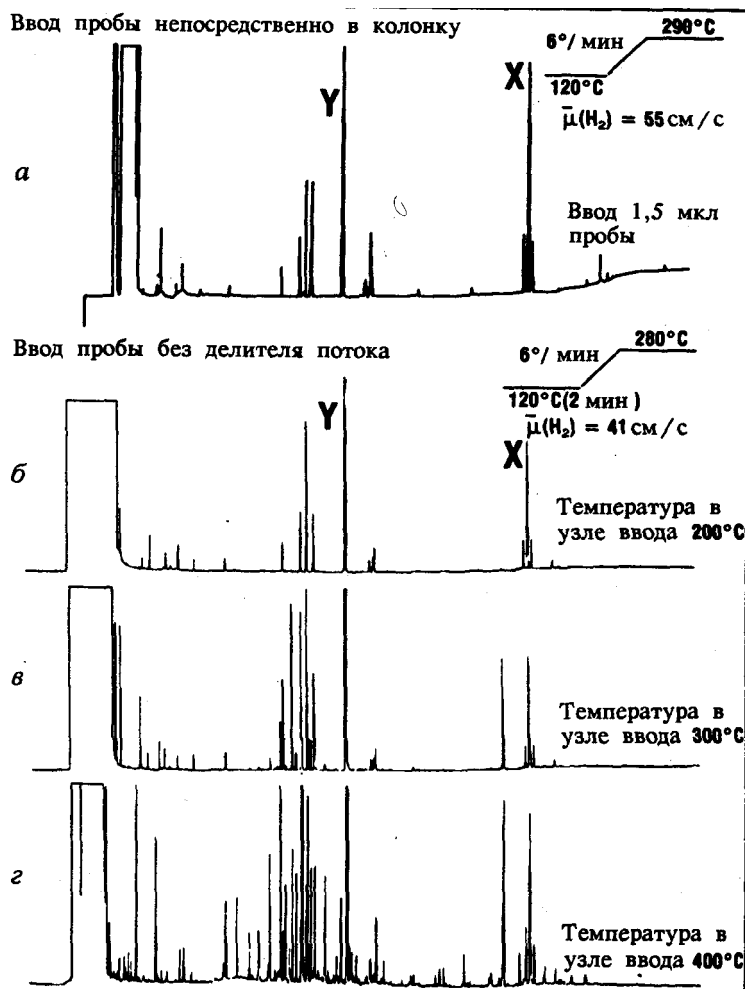 Ввод пробы непосредственно в колонку
290°C
6°/ мин
120°C
Y
X
μ̄(H₂) = 55 см / с
а
Ввод 1,5 мкл
пробы
Ввод пробы без делителя потока
280°C
6°/ мин
120°C(2 мин )
μ̄(H₂) = 41 см / с
Y
X
б
Температура в
узле ввода 200°C
в
Температура в
узле ввода 300°C
г
Температура в
узле ввода 400°C